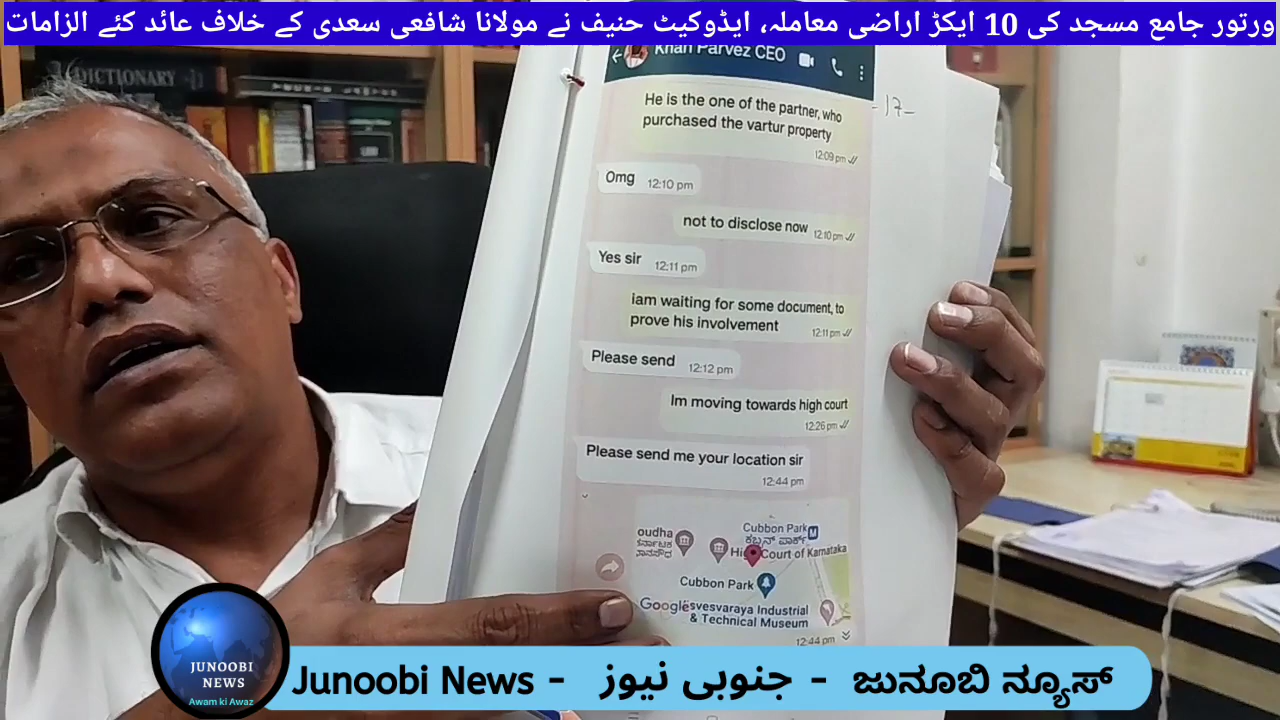 ورتور جامع مسجد کی 10 ایکڑ اراضی معاملہ، ایڈوکیٹ حنیف نے مولانا شافعی سعدی کے خلاف عائد کئے الزامات
DICTIONARY
Khan Parvez CEO
-17-
He is the one of the partner, who
purchased the vartur property
12:09 pm
Omg 12:10 pm
not to disclose now 12:10 pm
Yes sir 12:11 pm
iam waiting for some document, to
prove his involvement 12:11 pm
Please send 12:12 pm
Im moving towards high court
12:26 pm
Please send me your location sir
12:44 pm
oudha
Cubbon Park
ಕಬ್ಬನ್ ಪಾರ್ಕ್
High Court of Karnataka
Cubbon Park
Google
svesvaraya Industrial
& Technical Museum
12:44 pm
JUNOOBI
NEWS
Awam ki Awaz
Junoobi News - جنوبی نیوز - ಜುನೂಬಿ ನ್ಯೂಸ್